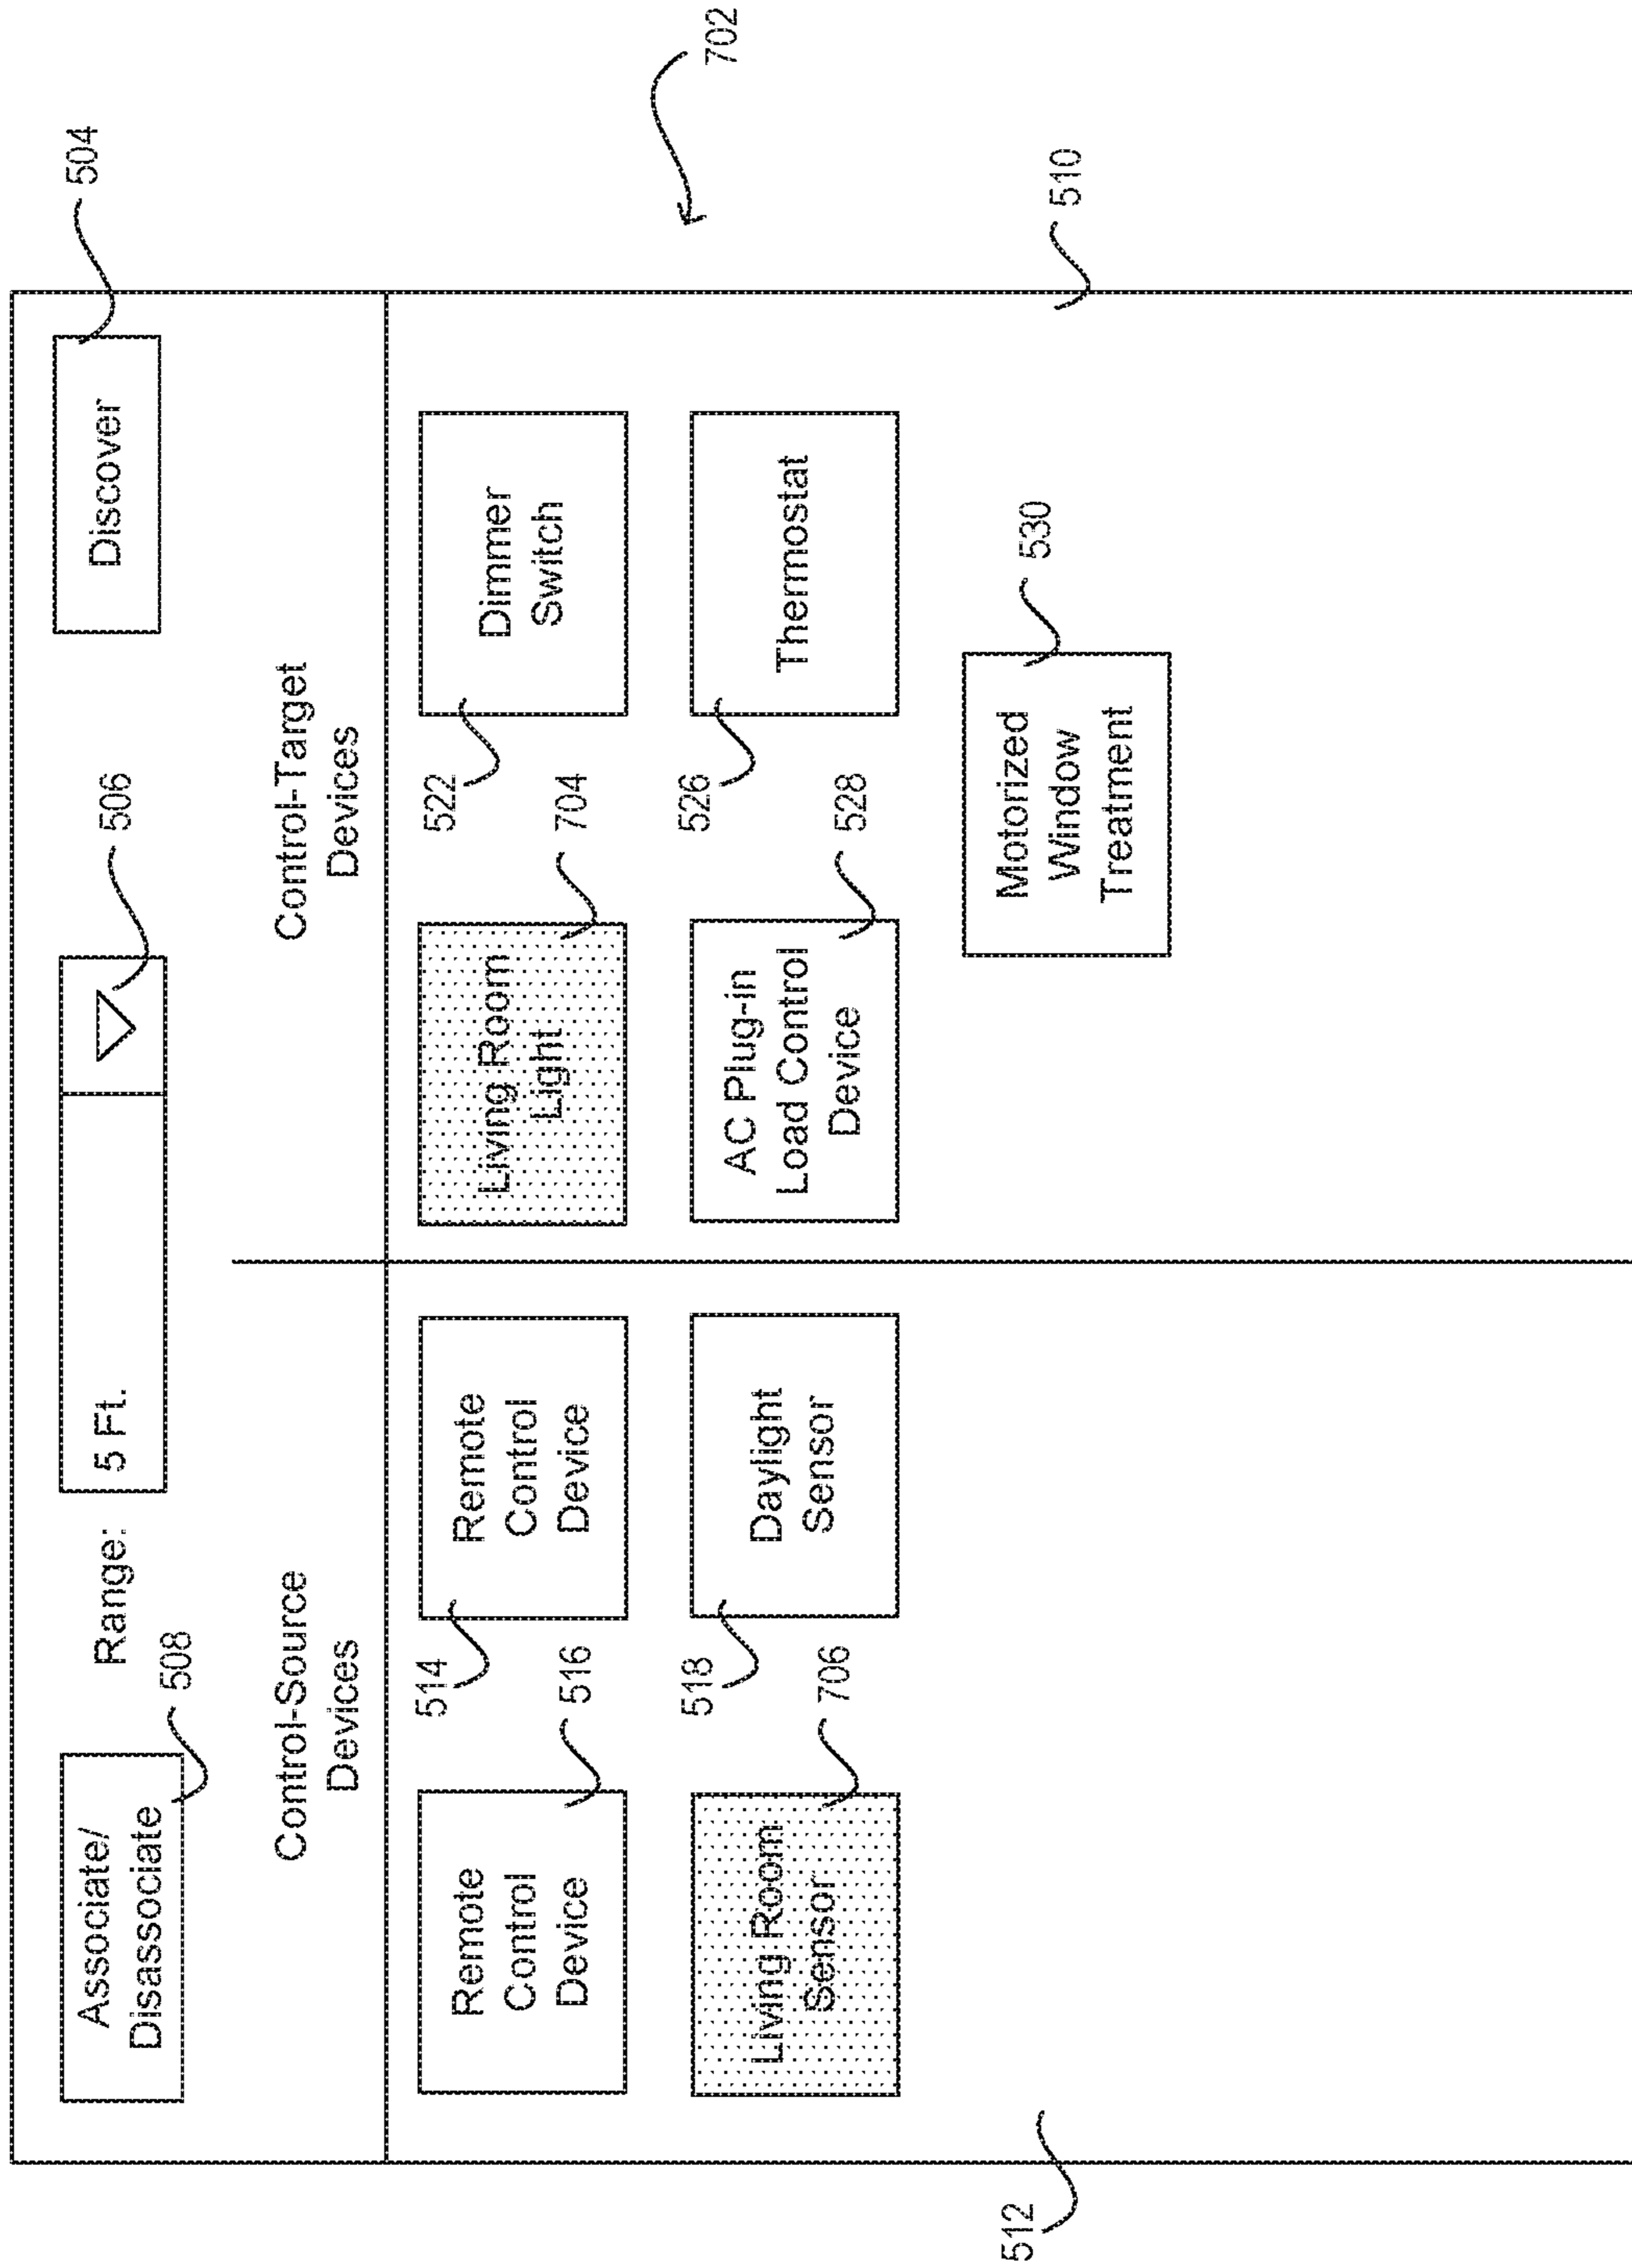 Associate/
Disassociate
508
Range:
5 Ft.
506
Discover
504
Control-Source
Devices
Control-Target
Devices
702
Remote
Control
Device
516
514
Remote
Control
Device
Living Room
Light
704
522
Dimmer
Switch
Living Room
Sensor
706
518
Daylight
Sensor
AC Plug-in
Load Control
Device
528
526
Thermostat
Motorized
Window
Treatment
530
512
510